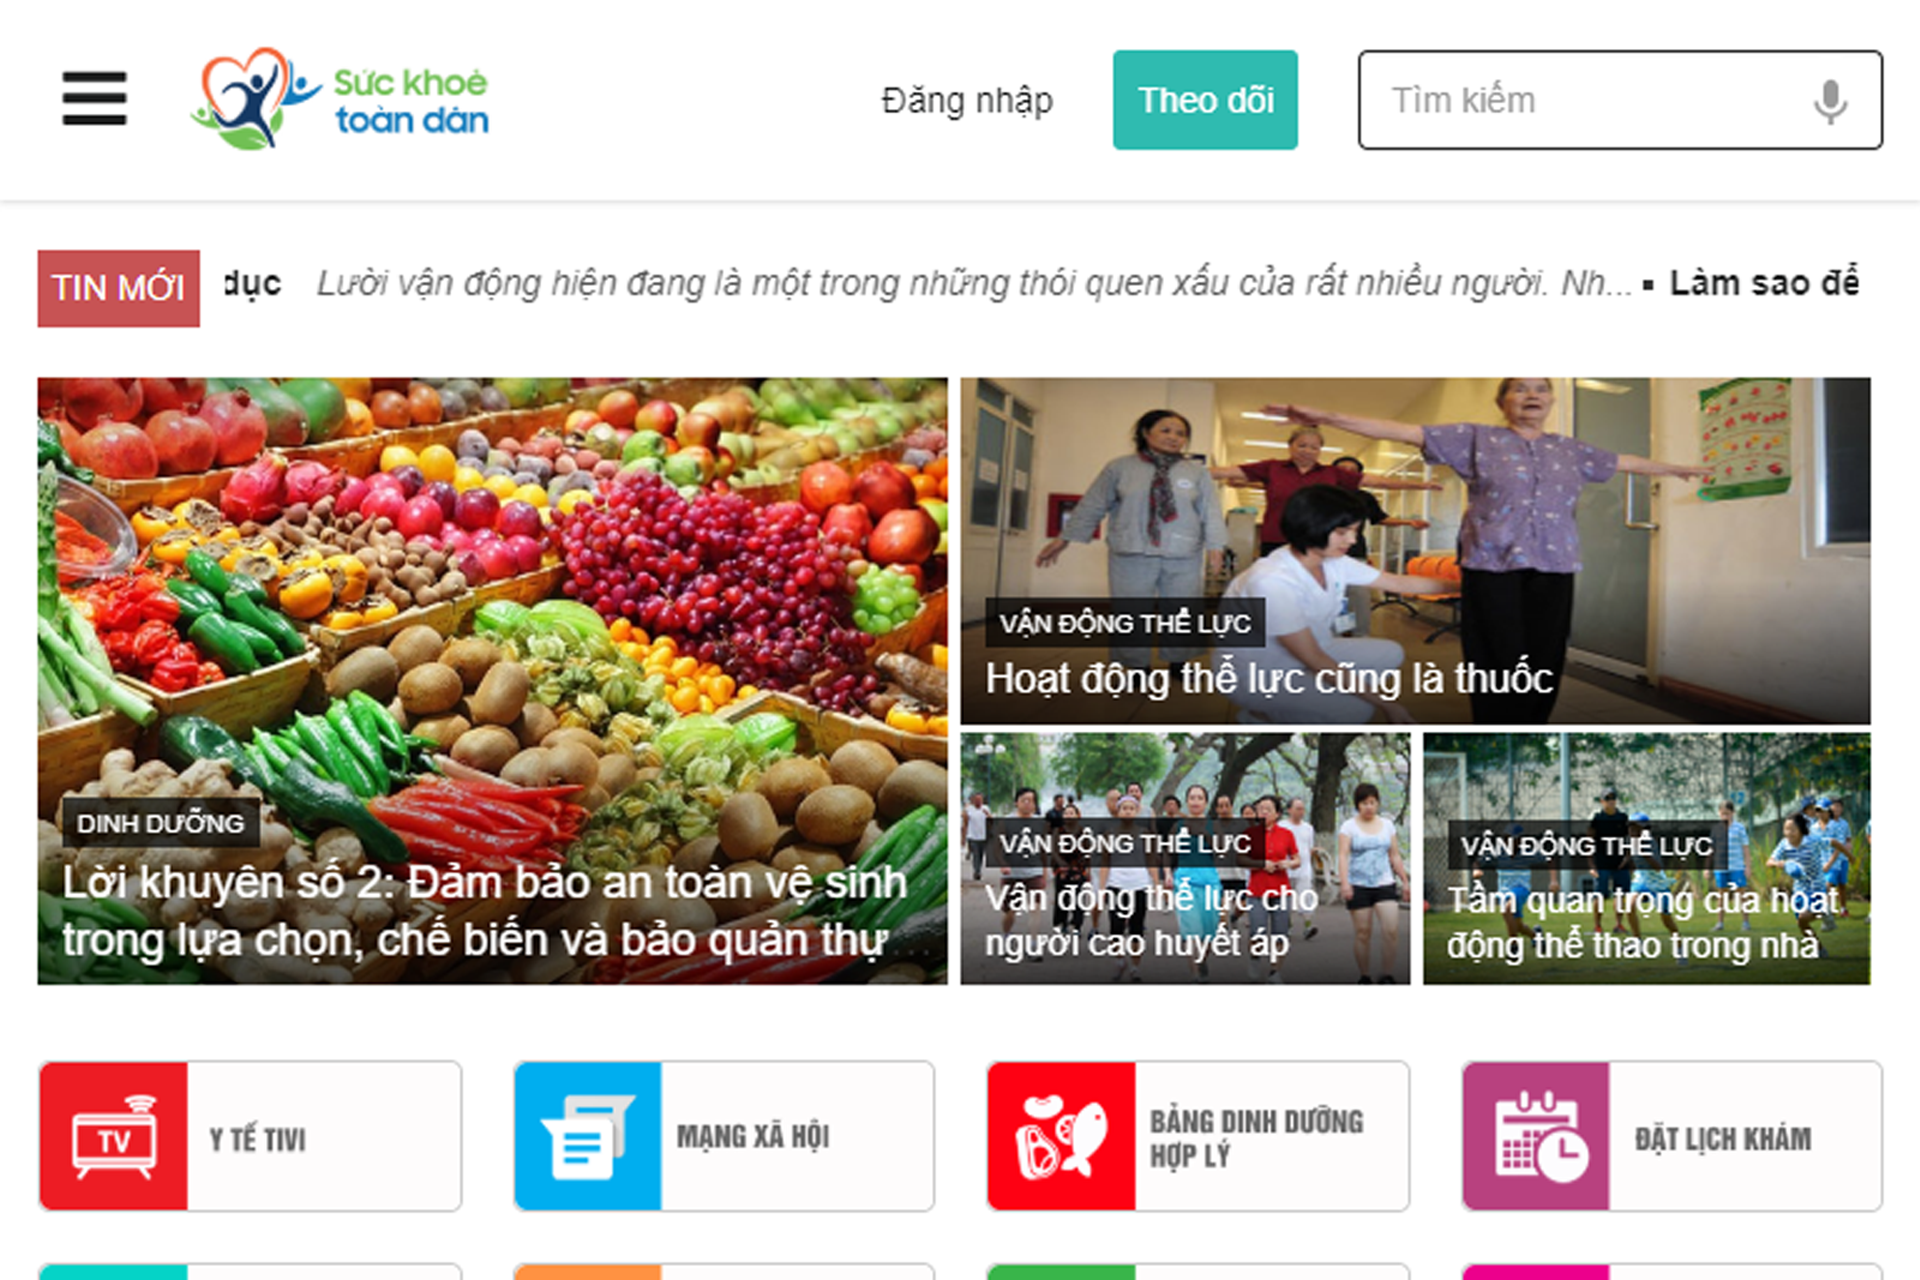 Sức khoẻ
toàn dân
Đăng nhập
Theo dõi
Tìm kiếm
TIN MỚI
dục Lười vận động hiện đang là một trong những thói quen xấu của rất nhiều người. Nh... ▪ Làm sao để
DINH DƯỠNG
Lời khuyên số 2: Đảm bảo an toàn vệ sinh
trong lựa chọn, chế biến và bảo quản thự
VẬN ĐỘNG THỂ LỰC
Hoạt động thể lực cũng là thuốc
VẬN ĐỘNG THỂ LỰC
Vận động thể lực cho
người cao huyết áp
VẬN ĐỘNG THỂ LỰC
Tầm quan trọng của hoạt
động thể thao trong nhà
TV
Y TẾ TIVI
MẠNG XÃ HỘI
BẢNG DINH DƯỠNG
HỢP LÝ
ĐẶT LỊCH KHÁM